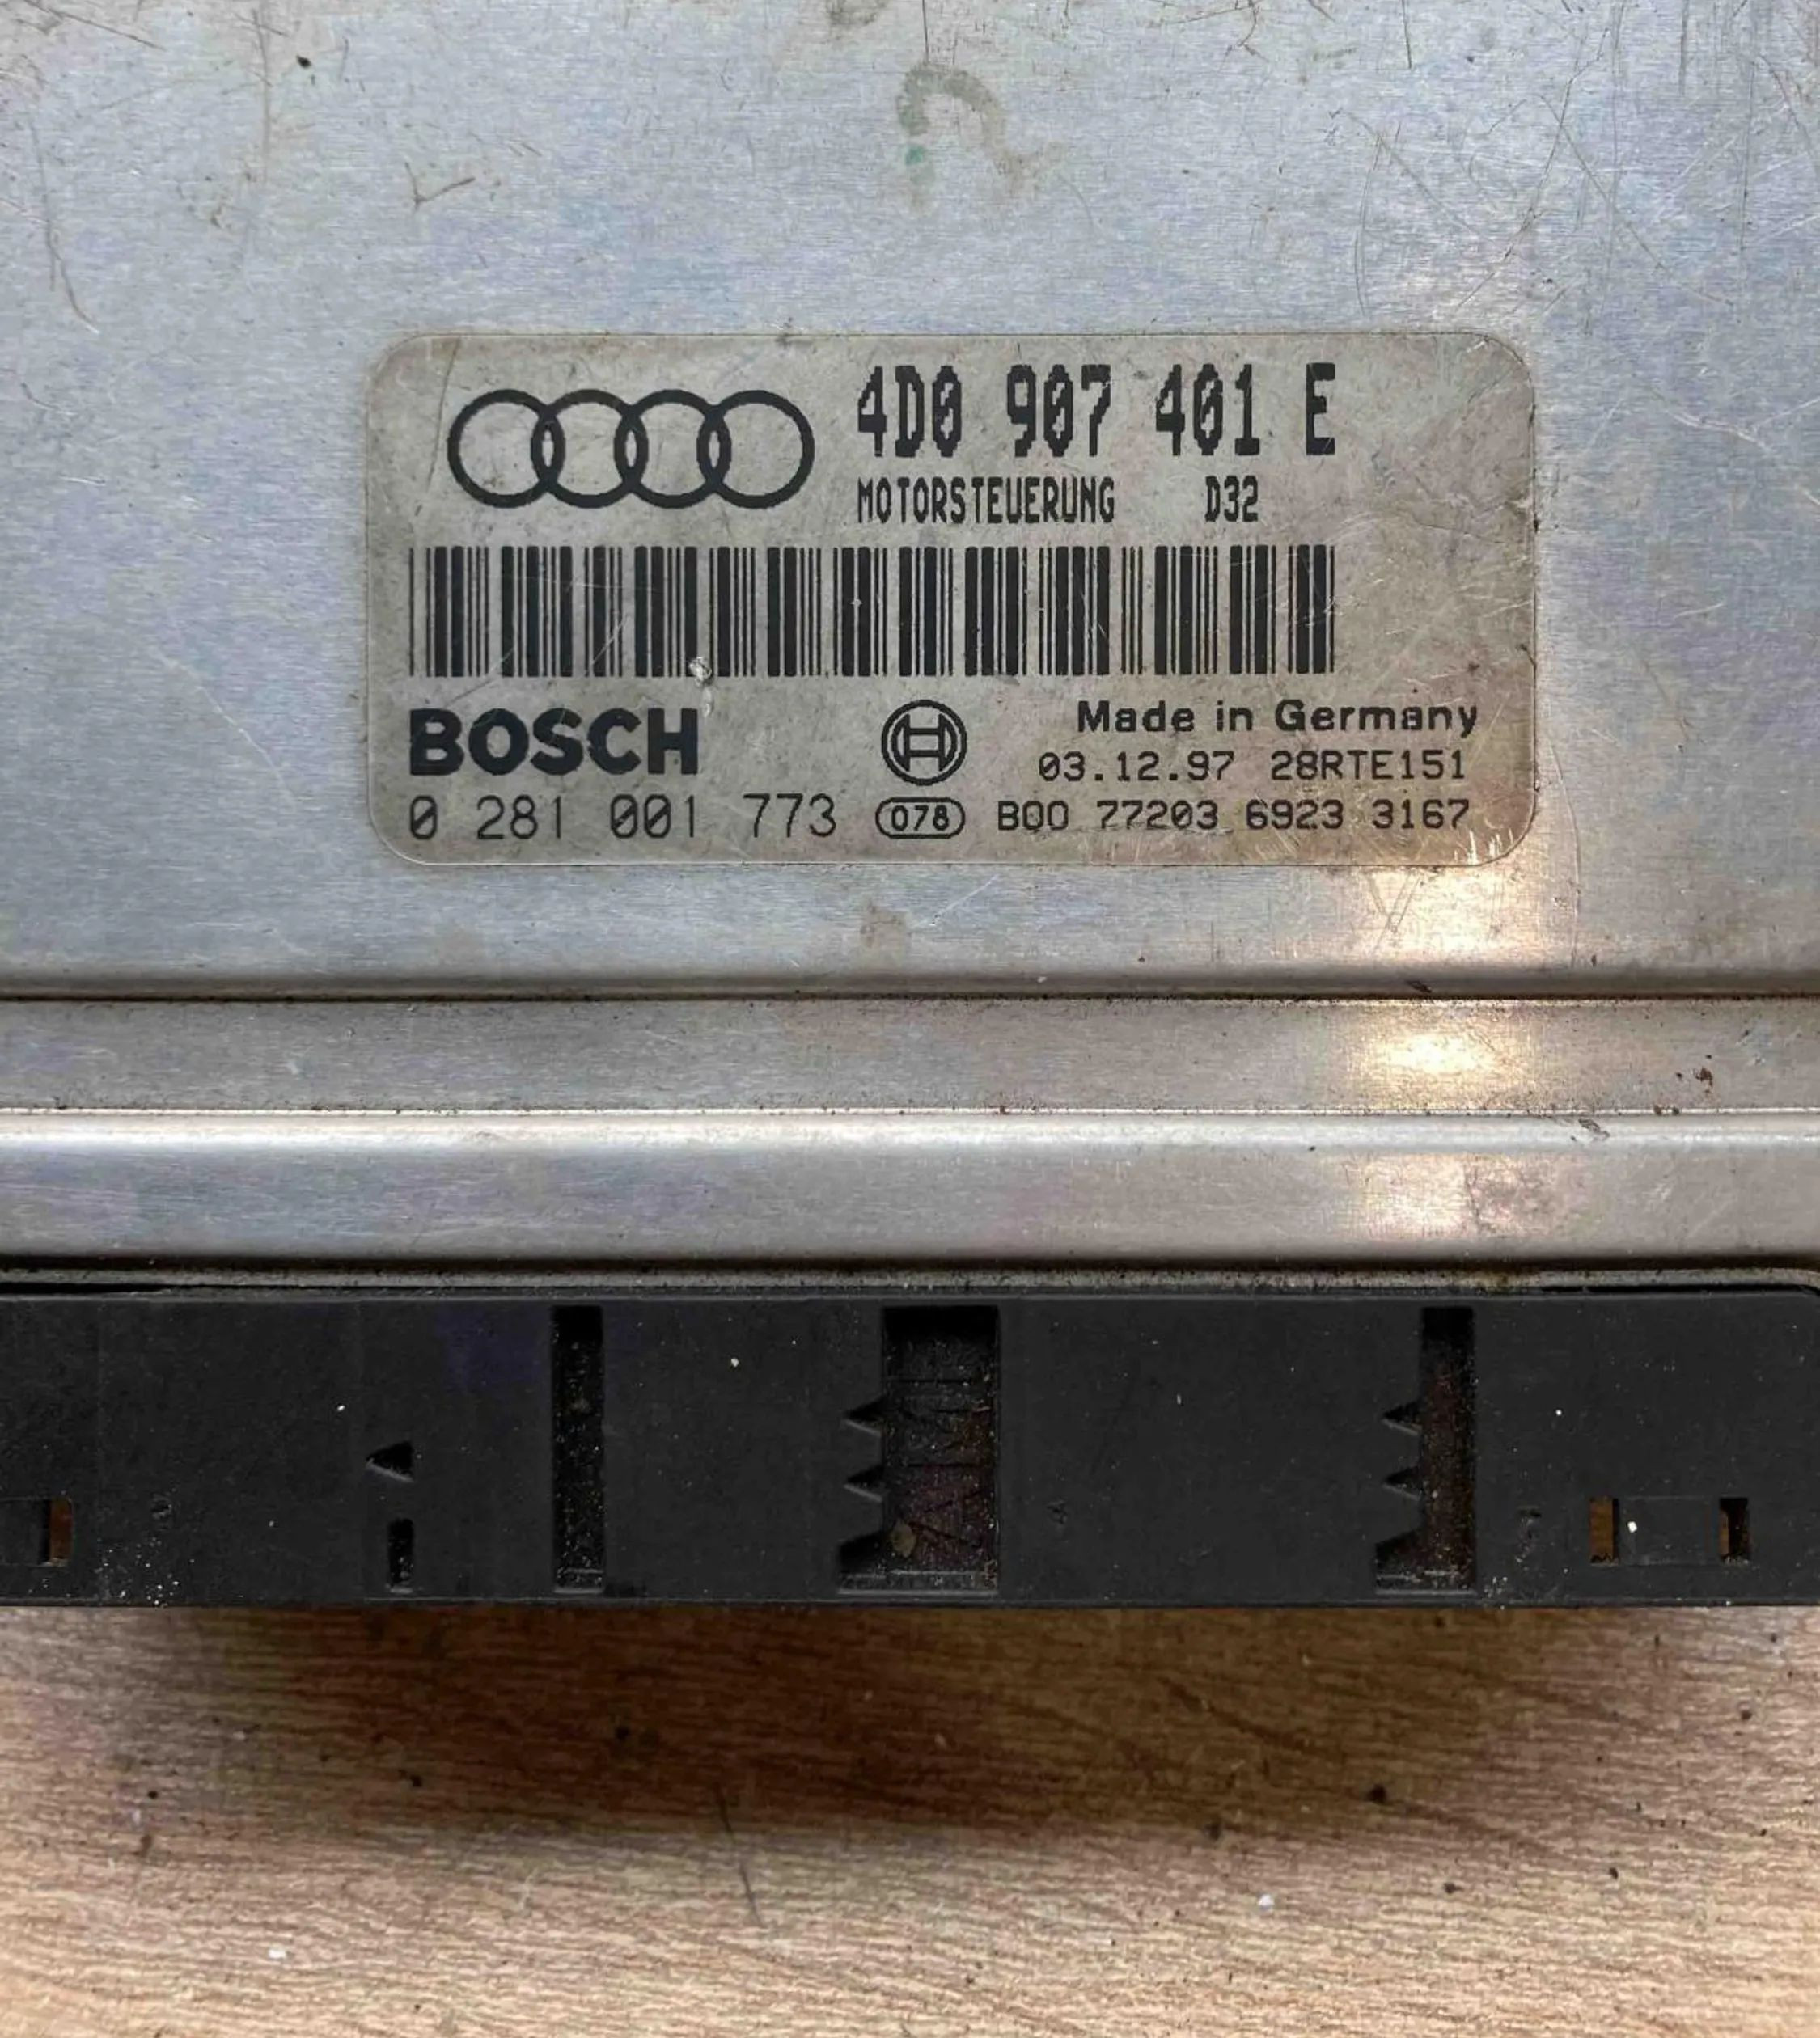 4D0 907 401 E
MOTORSTEUERUNG D32
BOSCH
Made in Germany
03.12.97 28RTE151
0 281 001 773 078 B00 77203 6923 3167